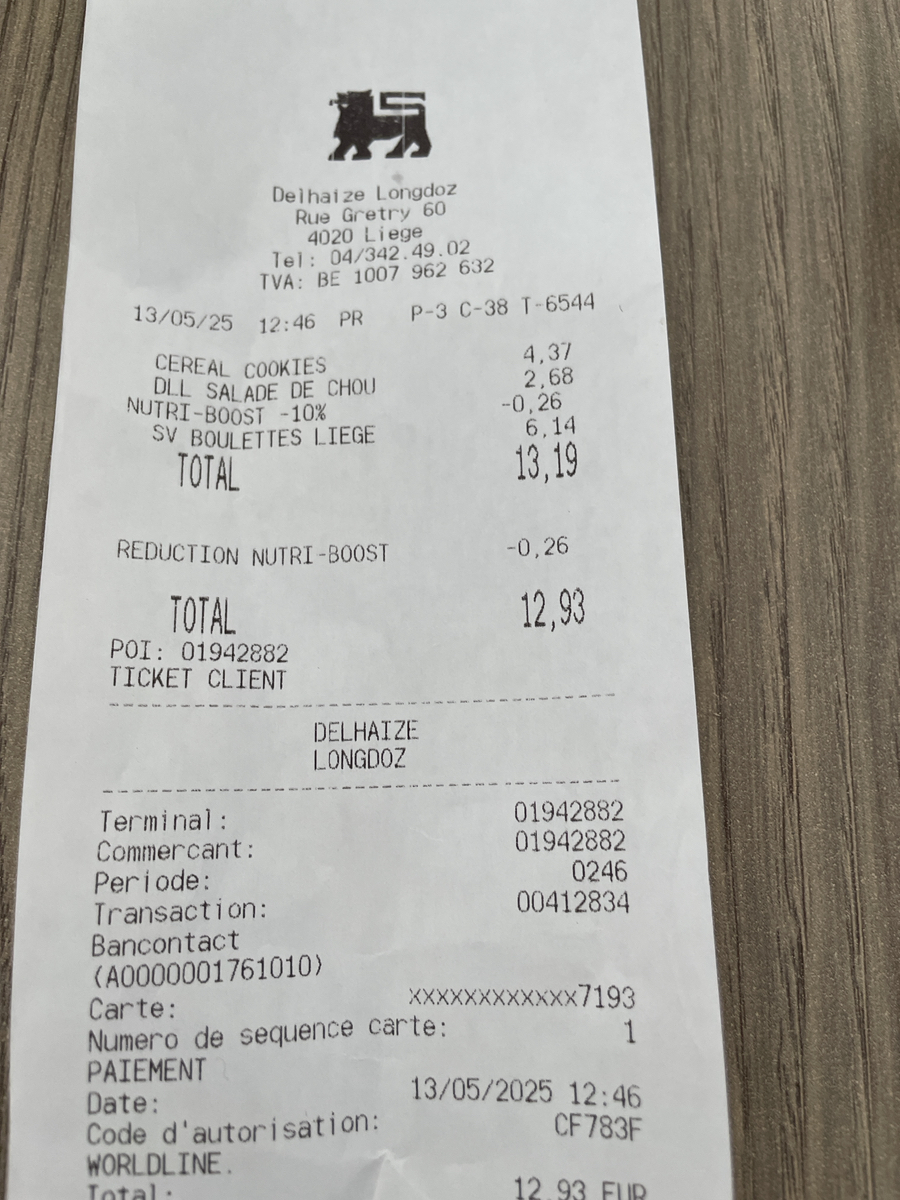 Delhaize Longdoz
Rue Gretry 60
4020 Liege
Tel: 04/342.49.02
TVA: BE 1007 962 632
13/05/25 12:46 PR P-3 C-38 T-6544
CEREAL COOKIES 4,37
DLL SALADE DE CHOU 2,68
NUTRI-BOOST -10% -0,26
SV BOULETTES LIEGE 6,14
TOTAL 13,19
REDUCTION NUTRI-BOOST -0,26
TOTAL 12,93
POI: 01942882
TICKET CLIENT
DELHAIZE
LONGDOZ
Terminal: 01942882
Commercant: 01942882
Periode: 0246
Transaction: 00412834
Bancontact
(A0000001761010)
Carte: xxxxxxxxxxxx7193
Numero de sequence carte: 1
PAIEMENT
Date: 13/05/2025 12:46
Code d'autorisation: CF783F
WORLDLINE.
Total: 12,93 EUR